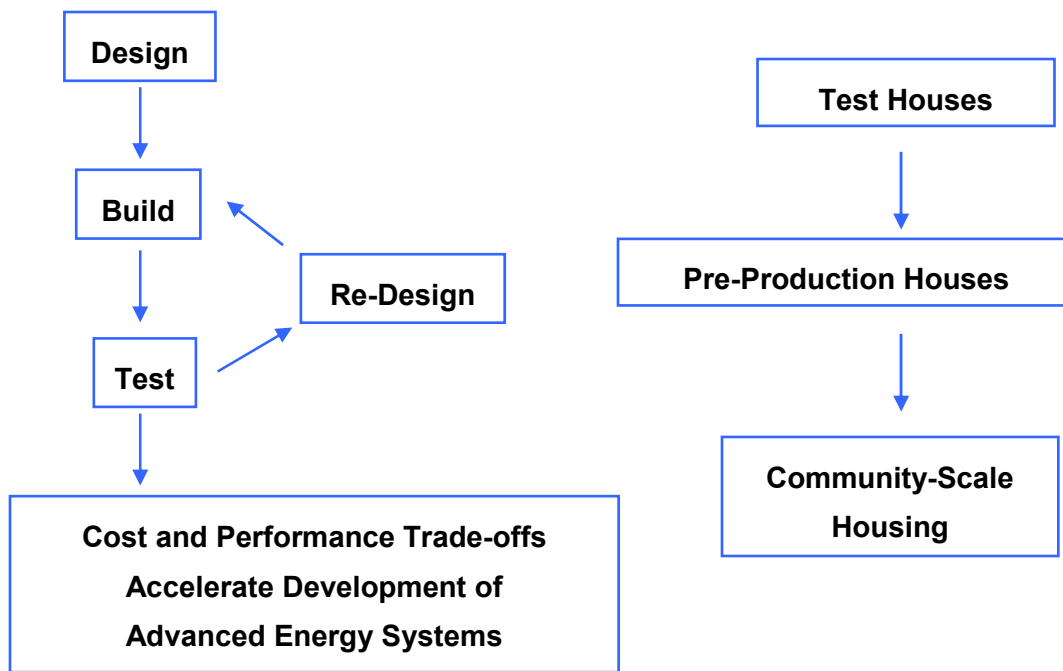 Design
Build
Re-Design
Test
Cost and Performance Trade-offs
Accelerate Development of
Advanced Energy Systems
Test Houses
Pre-Production Houses
Community-Scale
Housing